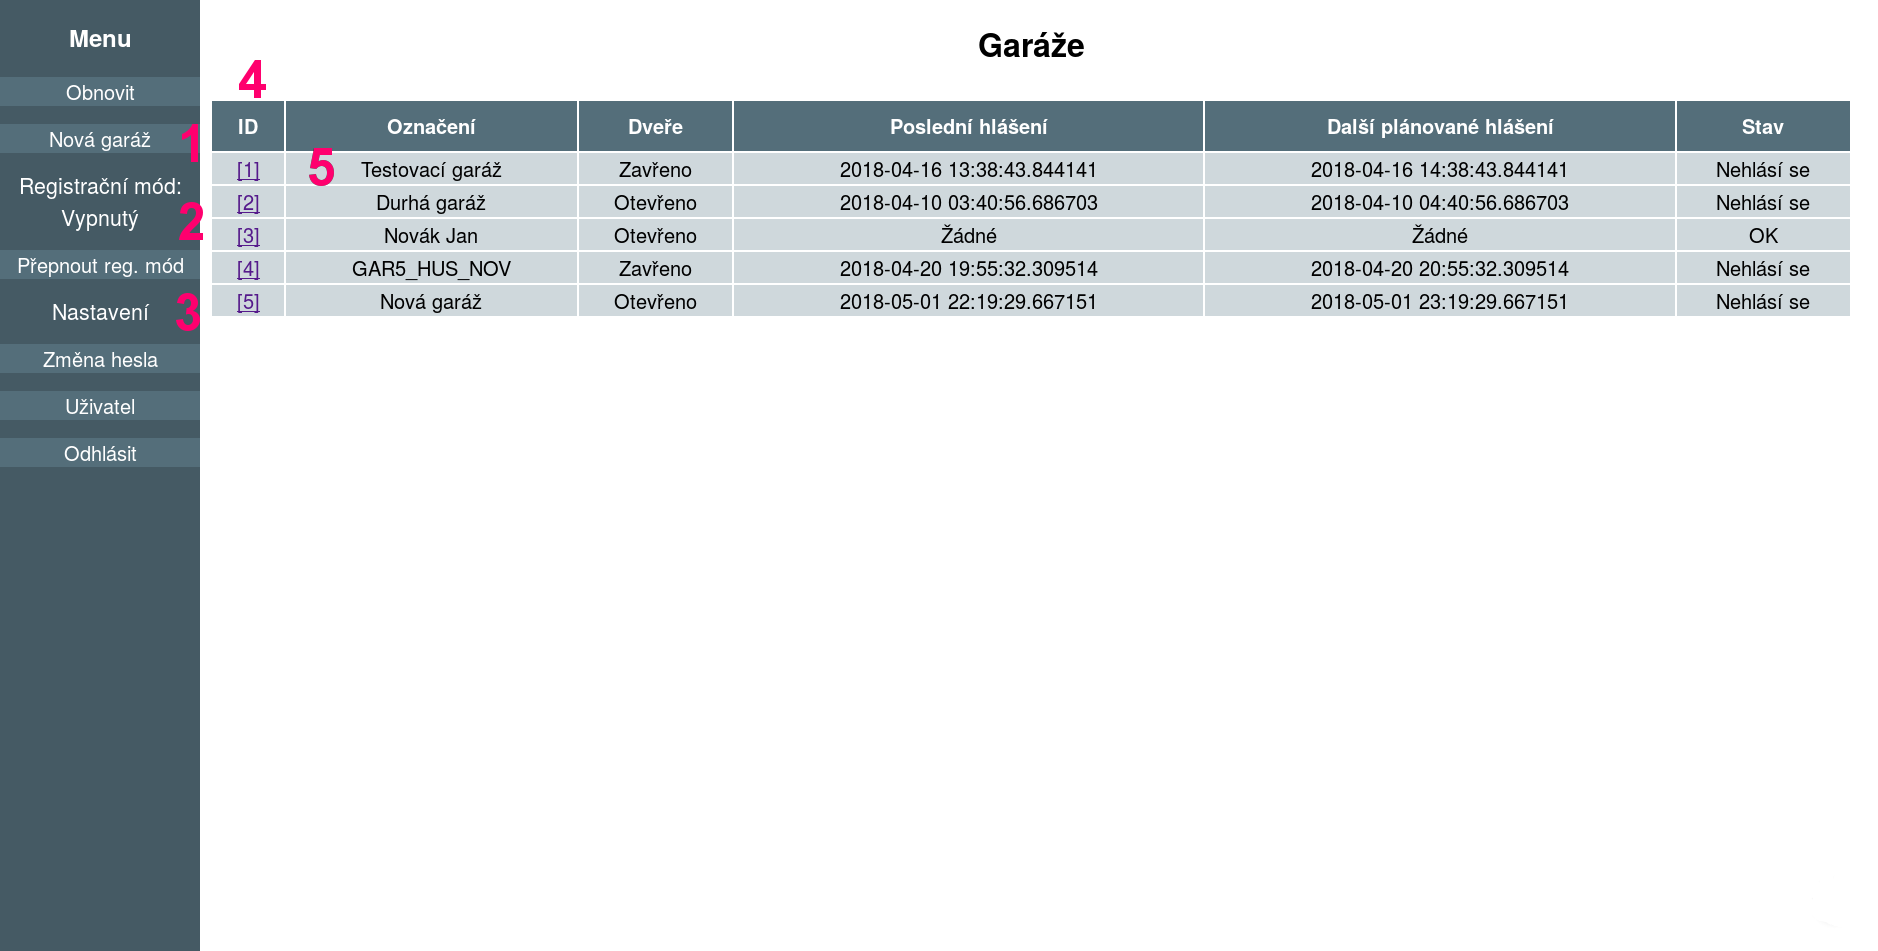 Menu
Obnovit
Nová garáž 1
Registrační mód:
Vypnutý 2
Přepnout reg. mód
Nastavení 3
Změna hesla
Uživatel
Odhlásit
Garáže
4
ID Označení Dveře Poslední hlášení Další plánované hlášení Stav
[1] 5 Testovací garáž Zavřeno 2018-04-16 13:38:43.844141 2018-04-16 14:38:43.844141 Nehlásí se
[2] Durhá garáž Otevřeno 2018-04-10 03:40:56.686703 2018-04-10 04:40:56.686703 Nehlásí se
[3] Novák Jan Otevřeno Žádné Žádné OK
[4] GAR5_HUS_NOV Zavřeno 2018-04-20 19:55:32.309514 2018-04-20 20:55:32.309514 Nehlásí se
[5] Nová garáž Otevřeno 2018-05-01 22:19:29.667151 2018-05-01 23:19:29.667151 Nehlásí se